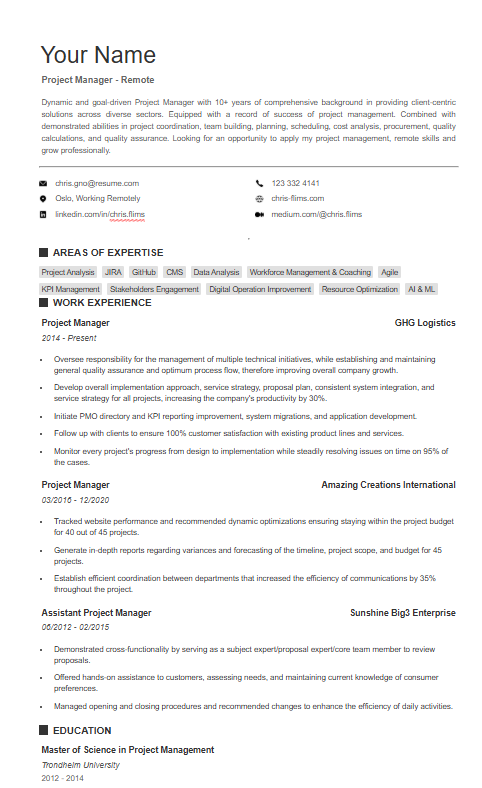 Your Name
Project Manager - Remote
Dynamic and goal-driven Project Manager with 10+ years of comprehensive background in providing client-centric
solutions across diverse sectors. Equipped with a record of success of project management. Combined with
demonstrated abilities in project coordination, team building, planning, scheduling, cost analysis, procurement, quality
calculations, and quality assurance. Looking for an opportunity to apply my project management, remote skills and
grow professionally.
chris.gno@resume.com 123 332 4141
Oslo, Working Remotely chris-flims.com
linkedin.com/in/chris.flims medium.com/@chris.flims
AREAS OF EXPERTISE
Project Analysis JIRA GitHub CMS Data Analysis Workforce Management & Coaching Agile
KPI Management Stakeholders Engagement Digital Operation Improvement Resource Optimization AI & ML
WORK EXPERIENCE
Project Manager GHG Logistics
2014 - Present
• Oversee responsibility for the management of multiple technical initiatives, while establishing and maintaining
general quality assurance and optimum process flow, therefore improving overall company growth.
• Develop overall implementation approach, service strategy, proposal plan, consistent system integration, and
service strategy for all projects, increasing the company's productivity by 30%.
• Initiate PMO directory and KPI reporting improvement, system migrations, and application development.
• Follow up with clients to ensure 100% customer satisfaction with existing product lines and services.
• Monitor every project's progress from design to implementation while steadily resolving issues on time on 95% of
the cases.
Project Manager Amazing Creations International
03/2016 - 12/2020
• Tracked website performance and recommended dynamic optimizations ensuring staying within the project budget
for 40 out of 45 projects.
• Generate in-depth reports regarding variances and forecasting of the timeline, project scope, and budget for 45
projects.
• Establish efficient coordination between departments that increased the efficiency of communications by 35%
throughout the project.
Assistant Project Manager Sunshine Big3 Enterprise
06/2012 - 02/2015
• Demonstrated cross-functionality by serving as a subject expert/proposal expert/core team member to review
proposals.
• Offered hands-on assistance to customers, assessing needs, and maintaining current knowledge of consumer
preferences.
• Managed opening and closing procedures and recommended changes to enhance the efficiency of daily activities.
EDUCATION
Master of Science in Project Management
Trondheim University
2012 - 2014